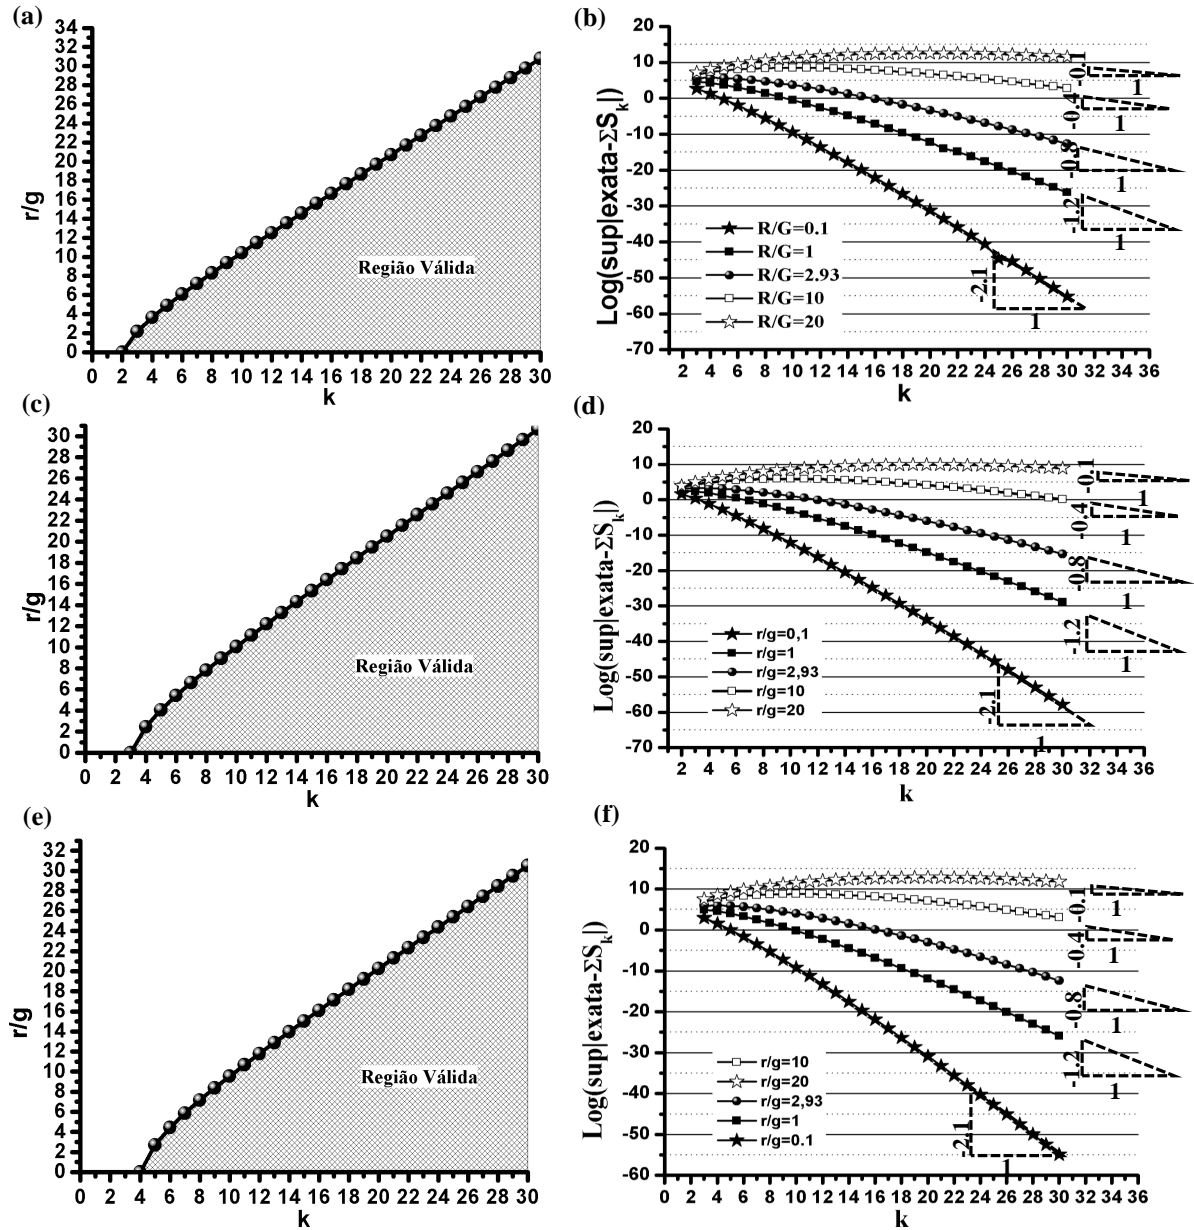 (a)
34
32
30
28
26
24
22
20
18
16
14
12
10
8
6
4
2
0
r/g
Região Válida
0 2 4 6 8 10 12 14 16 18 20 22 24 26 28 30
k
(b)
20
10
0
-10
-20
-30
-40
-50
-60
-70
Log(sup|exata-ΣSk|)
R/G=0.1
R/G=1
R/G=2.93
R/G=10
R/G=20
-0.1
1
-0.4
1
-0.8
1
-1.2
1
-2.1
1
2 4 6 8 10 12 14 16 18 20 22 24 26 28 30 32 34 36
k
(c)
30
28
26
24
22
20
18
16
14
12
10
8
6
4
2
0
r/g
Região Válida
0 2 4 6 8 10 12 14 16 18 20 22 24 26 28 30
k
(d)
20
10
0
-10
-20
-30
-40
-50
-60
-70
Log(sup|exata-ΣSk|)
r/g=0,1
r/g=1
r/g=2,93
r/g=10
r/g=20
-0.1
1
-0.4
1
-0.8
1
-1.2
1
-2.1
1
2 4 6 8 10 12 14 16 18 20 22 24 26 28 30 32 34 36
k
(e)
32
30
28
26
24
22
20
18
16
14
12
10
8
6
4
2
0
r/g
Região Válida
0 2 4 6 8 10 12 14 16 18 20 22 24 26 28 30
k
(f)
20
10
0
-10
-20
-30
-40
-50
-60
Log(sup|exata-ΣSk|)
r/g=10
r/g=20
r/g=2,93
r/g=1
r/g=0.1
-0.1
1
-0.4
1
-0.8
1
-1.2
1
-2.1
1
0 2 4 6 8 10 12 14 16 18 20 22 24 26 28 30 32 34 36
k